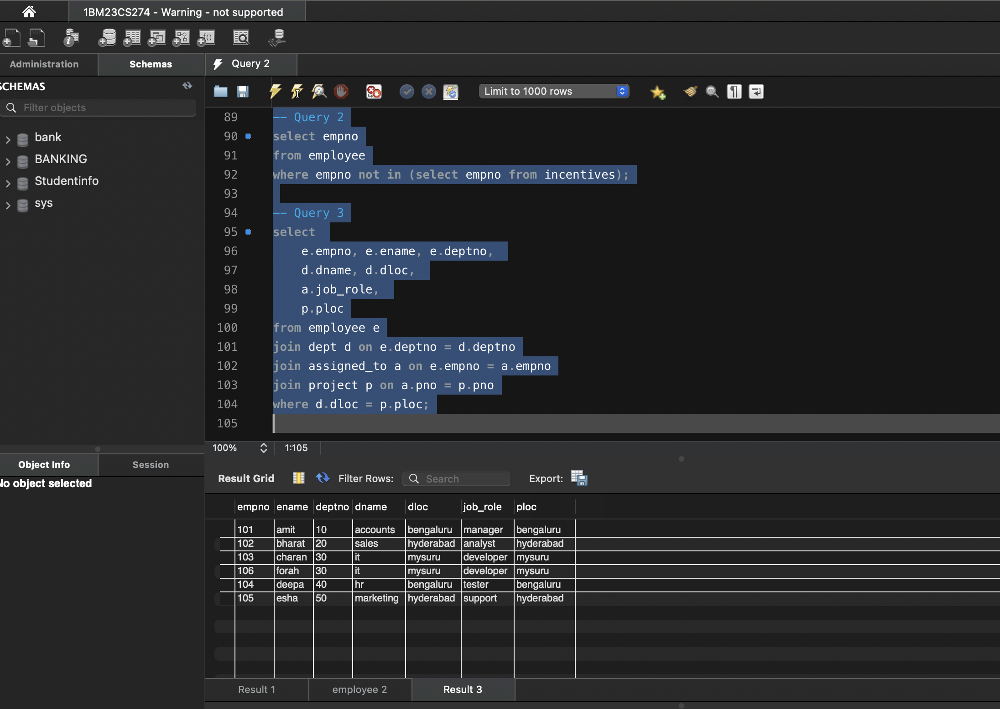 1BM23CS274 - Warning - not supported
Administration
Schemas
Query 2
SCHEMAS
Filter objects
bank
BANKING
Studentinfo
sys
Limit to 1000 rows
89 -- Query 2
90 select empno
91 from employee
92 where empno not in (select empno from incentives);
93
94 -- Query 3
95 select
96 e.empno, e.ename, e.deptno,
97 d.dname, d.dloc,
98 a.job_role,
99 p.ploc
100 from employee e
101 join dept d on e.deptno = d.deptno
102 join assigned_to a on e.empno = a.empno
103 join project p on a.pno = p.pno
104 where d.dloc = p.ploc;
105
100% 1:105
Object Info
Session
No object selected
Result Grid Filter Rows: Search Export:
empno ename deptno dname dloc job_role ploc
101 amit 10 accounts bengaluru manager bengaluru
102 bharat 20 sales hyderabad analyst hyderabad
103 charan 30 it mysuru developer mysuru
106 forah 30 it mysuru developer mysuru
104 deepa 40 hr bengaluru tester bengaluru
105 esha 50 marketing hyderabad support hyderabad
Result 1 employee 2 Result 3